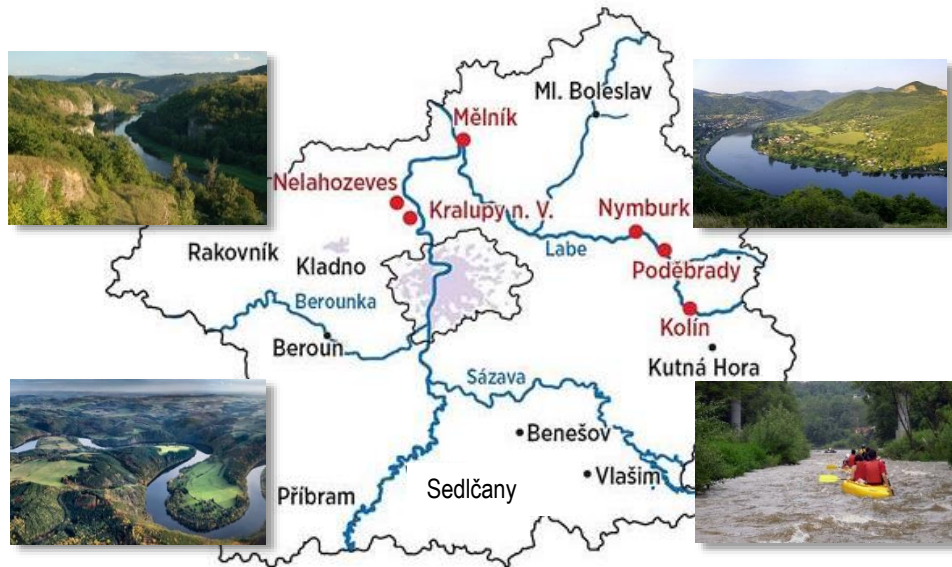 Ml. Boleslav
Mělník
Nelahozeves
Kralupy n. V.
Nymburk
Labe
Rakovník
Kladno
Poděbrady
Berounka
Kolín
Beroun
Kutná Hora
Sázava
Benešov
Vlašim
Příbram
Sedlčany